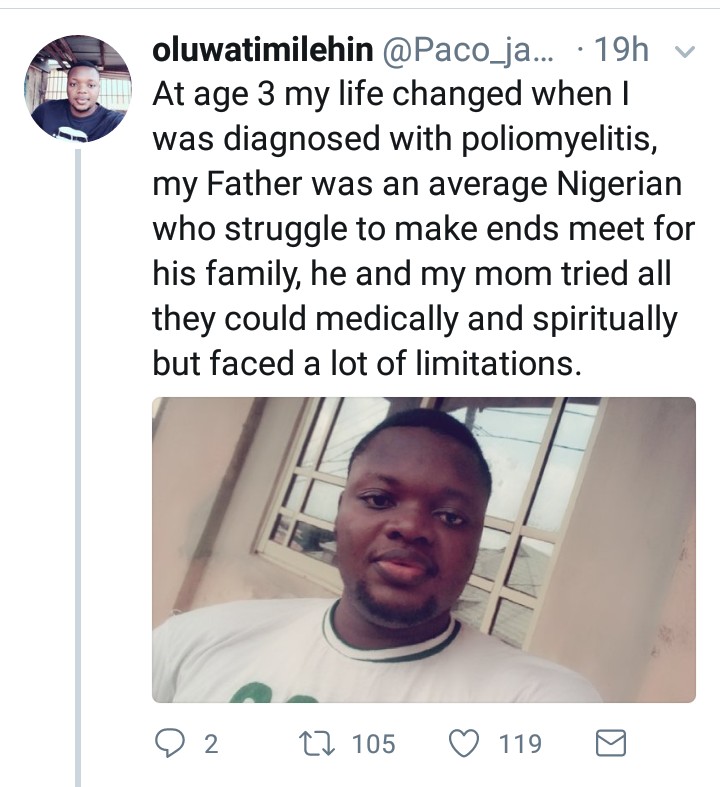 oluwatimilehin @Paco_ja... · 19h
At age 3 my life changed when I
was diagnosed with poliomyelitis,
my Father was an average Nigerian
who struggle to make ends meet for
his family, he and my mom tried all
they could medically and spiritually
but faced a lot of limitations.
2 105 119